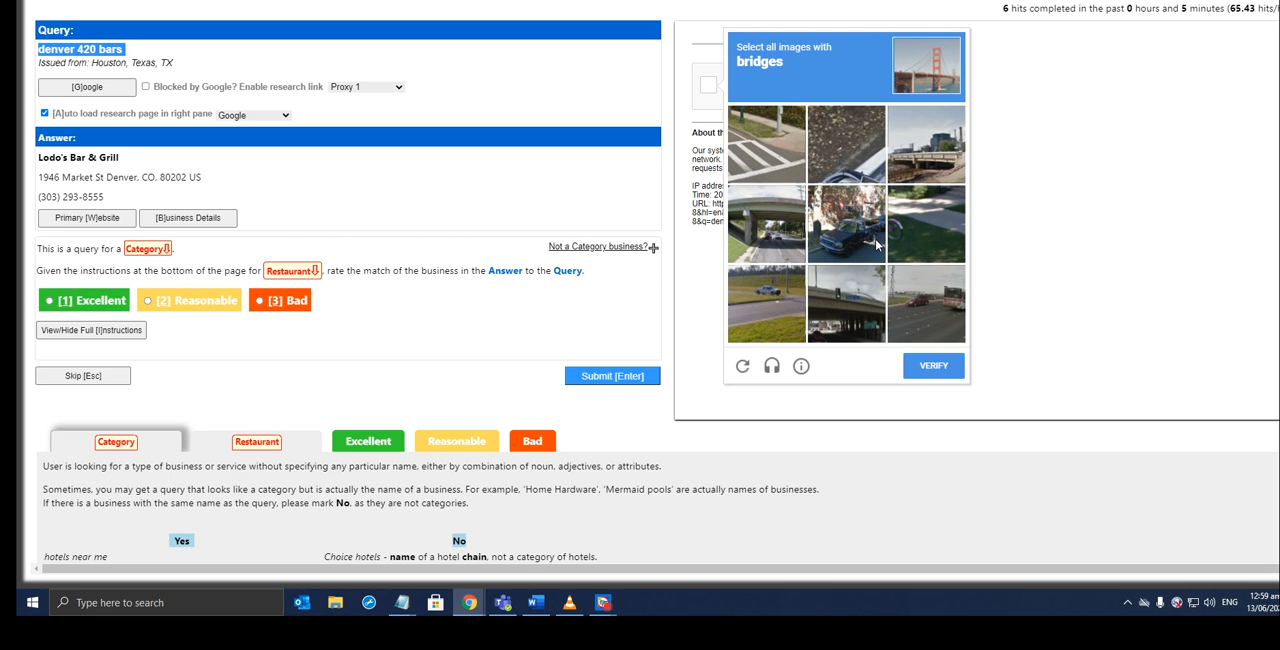 6 hits completed in the past 0 hours and 5 minutes (65.43 hits/
Query:
denver 420 bars
Issued from: Houston, Texas, TX
[G]oogle
Blocked by Google? Enable research link
Proxy 1
[A]uto load research page in right pane
Google
Answer:
Lodo's Bar & Grill
1946 Market St Denver, CO, 80202 US
(303) 293-8555
Primary [W]ebsite
[B]usiness Details
This is a query for a Category⇩.
Not a Category business?
Given the instructions at the bottom of the page for Restaurant⇩, rate the match of the business in the Answer to the Query.
[1] Excellent
[2] Reasonable
[3] Bad
View/Hide Full [I]nstructions
Skip [Esc]
Submit [Enter]
Select all images with
bridges
About th
Our syste
network.
requests
IP addre
Time: 20
URL: http
8&hl=en
8&q=den
VERIFY
Category
Restaurant
Excellent
Reasonable
Bad
User is looking for a type of business or service without specifying any particular name, either by combination of noun, adjectives, or attributes.
Sometimes, you may get a query that looks like a category but is actually the name of a business. For example, 'Home Hardware', 'Mermaid pools' are actually names of businesses.
If there is a business with the same name as the query, please mark No, as they are not categories.
Yes
No
hotels near me
Choice hotels - name of a hotel chain, not a category of hotels.
Type here to search
ENG
12:59 am
13/06/20